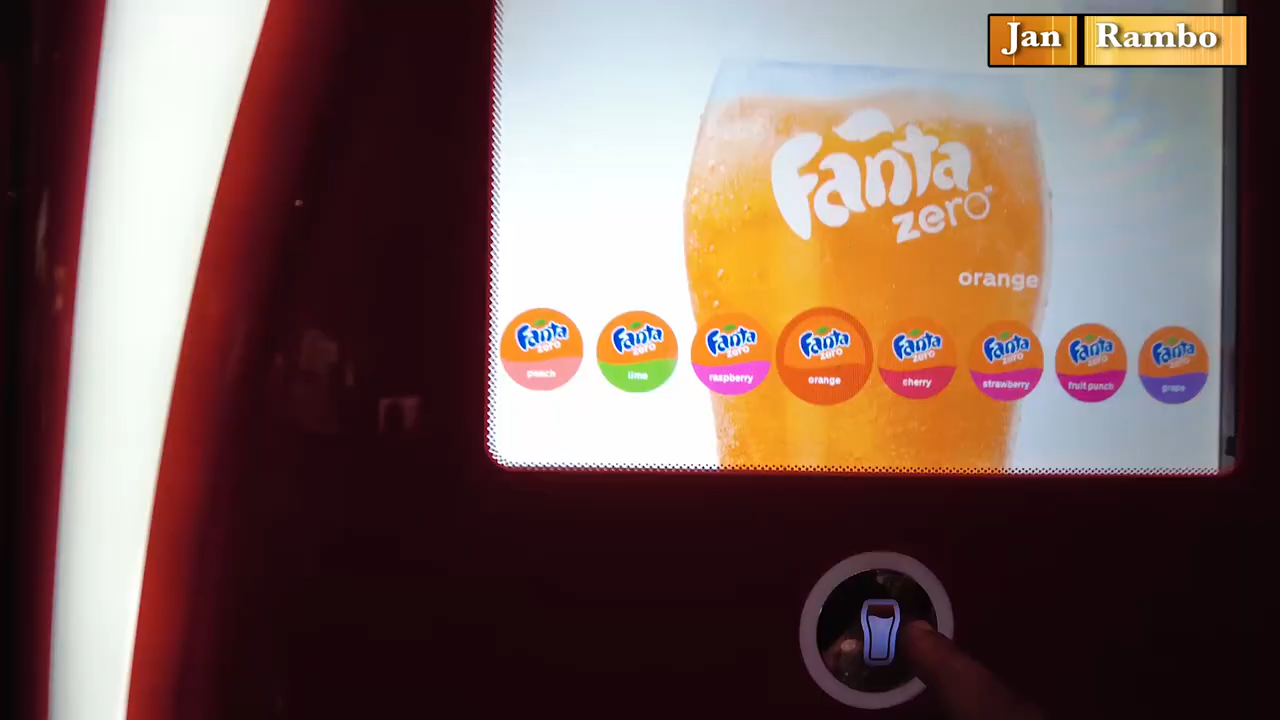 Jan Rambo
Fanta
zero
orange
Fanta
zero
peach
Fanta
zero
lime
Fanta
zero
raspberry
Fanta
zero
orange
Fanta
zero
cherry
Fanta
zero
strawberry
Fanta
zero
fruit punch
Fanta
zero
grape